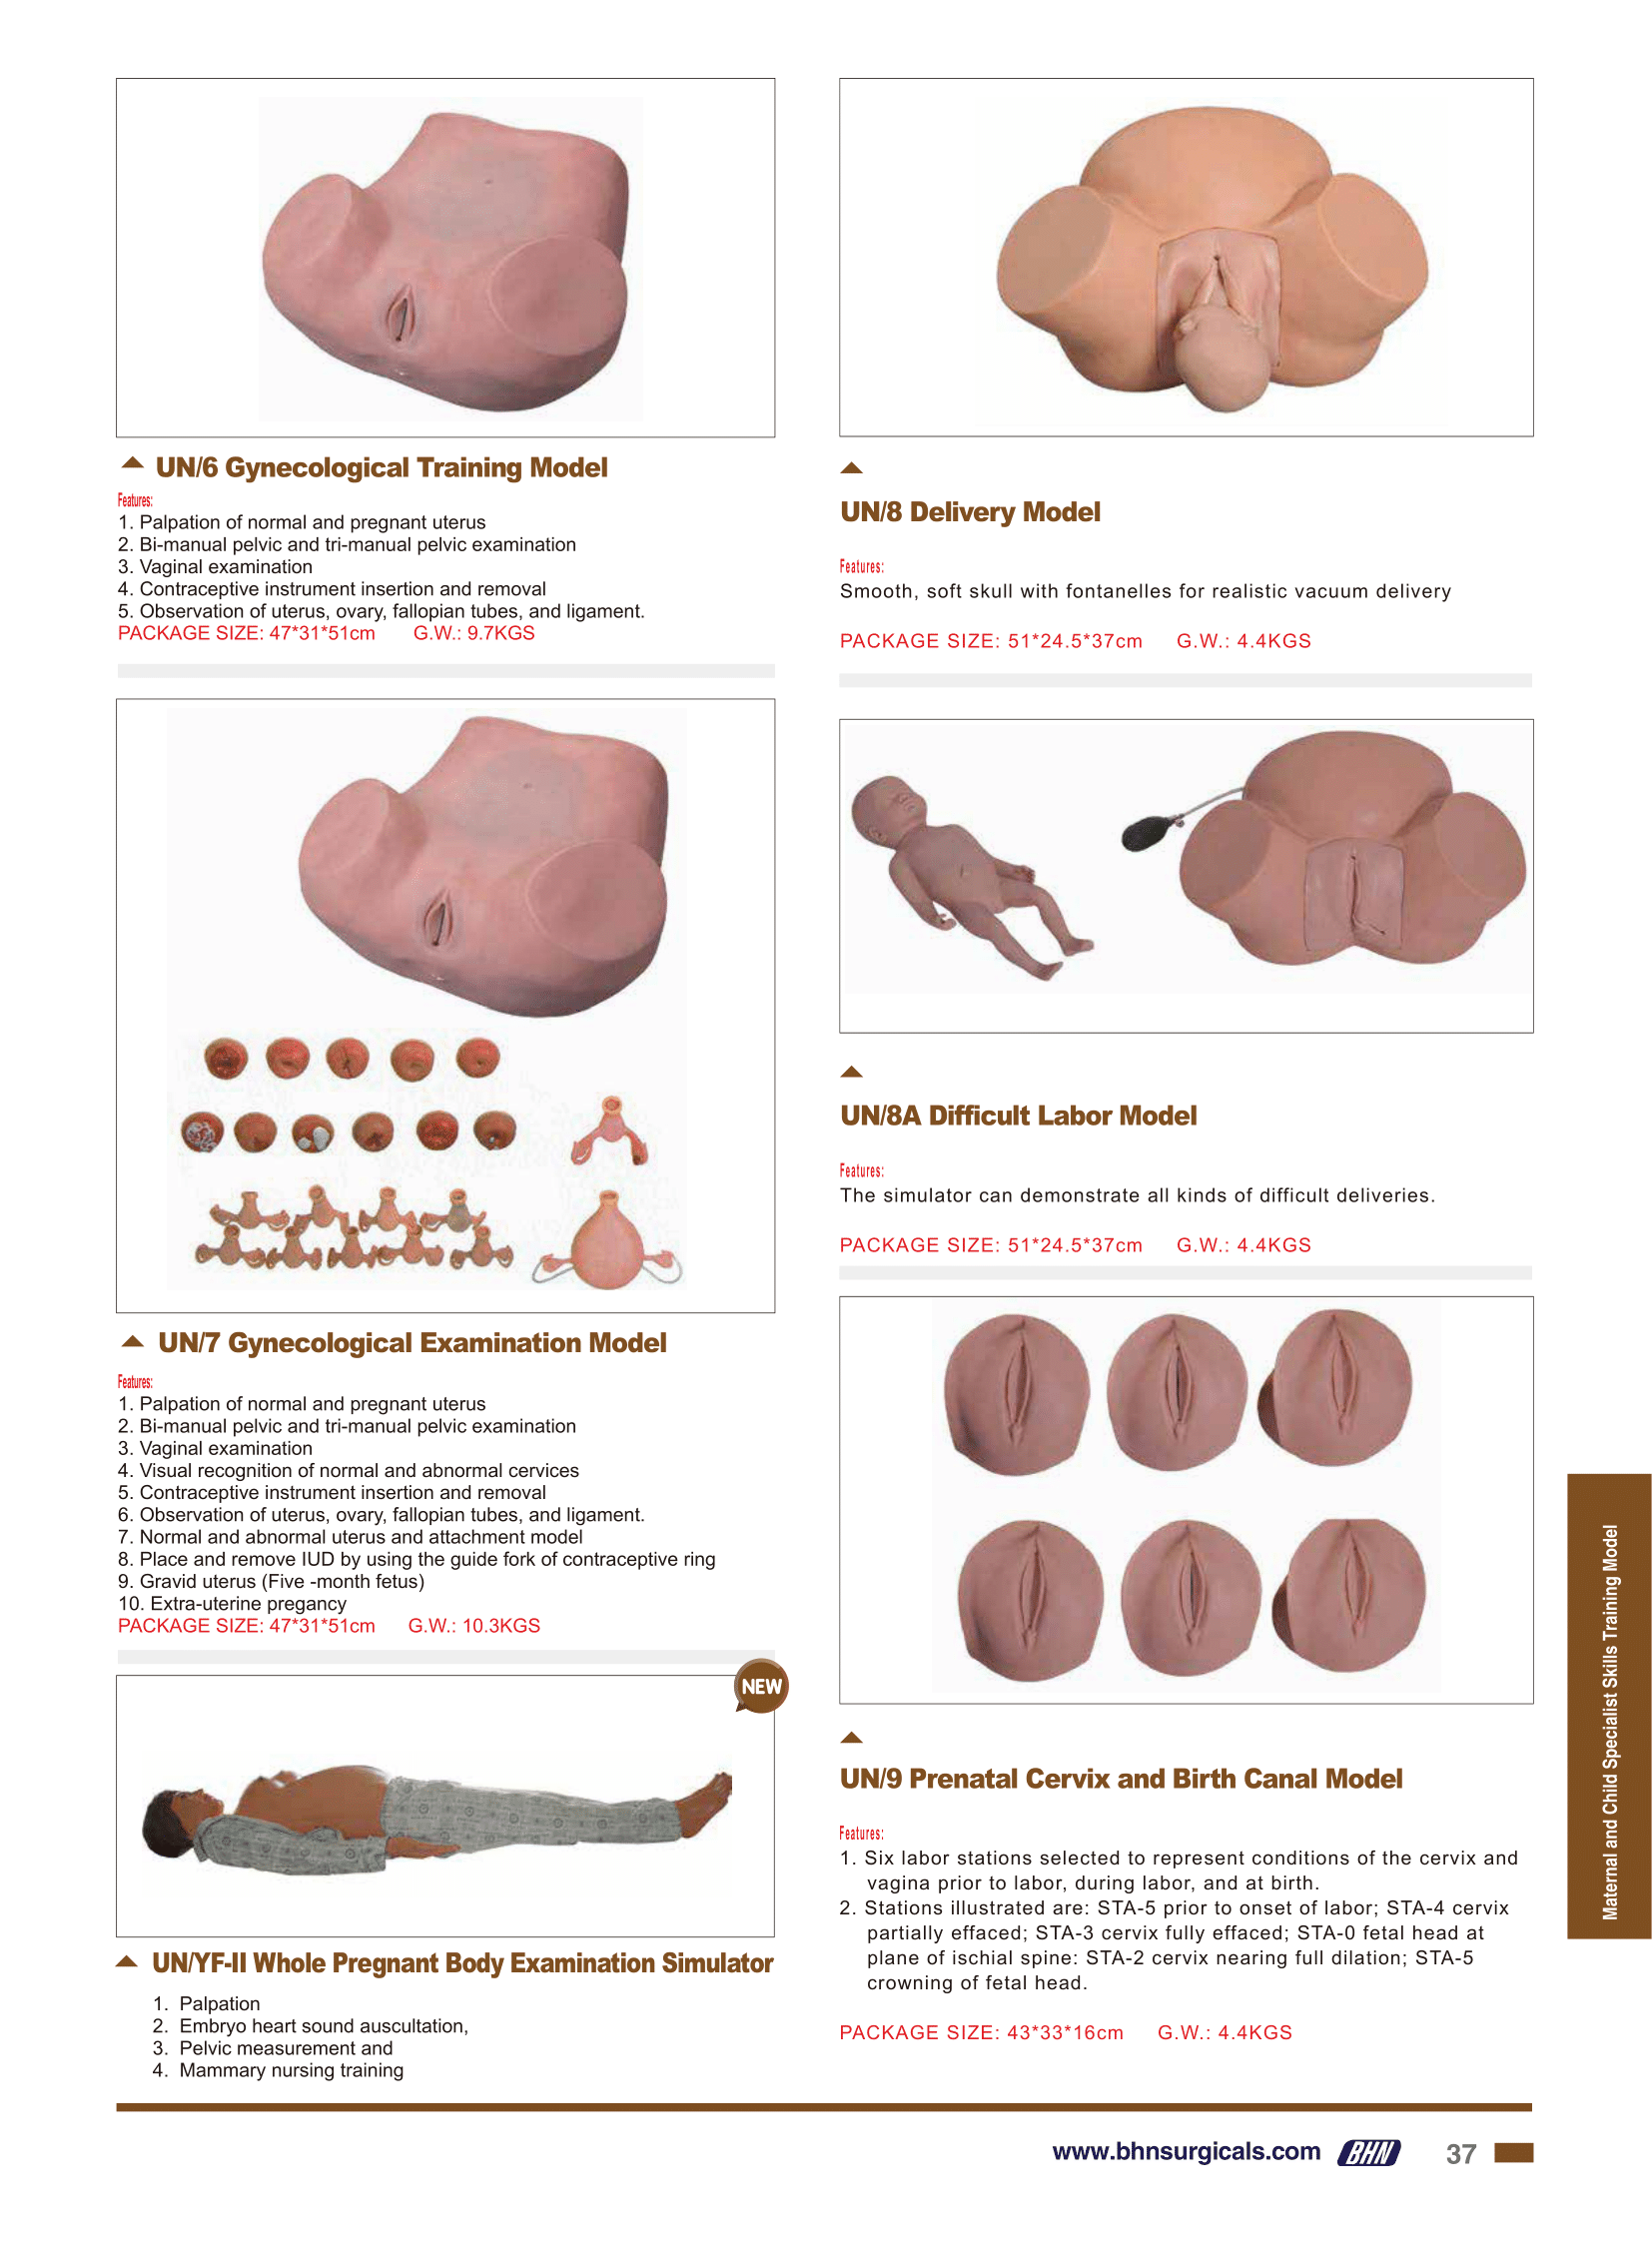 UN/6 Gynecological Training Model
Features:
1. Palpation of normal and pregnant uterus
2. Bi-manual pelvic and tri-manual pelvic examination
3. Vaginal examination
4. Contraceptive instrument insertion and removal
5. Observation of uterus, ovary, fallopian tubes, and ligament.
PACKAGE SIZE: 47*31*51cm G.W.: 9.7KGS
UN/7 Gynecological Examination Model
Features:
1. Palpation of normal and pregnant uterus
2. Bi-manual pelvic and tri-manual pelvic examination
3. Vaginal examination
4. Visual recognition of normal and abnormal cervices
5. Contraceptive instrument insertion and removal
6. Observation of uterus, ovary, fallopian tubes, and ligament.
7. Normal and abnormal uterus and attachment model
8. Place and remove IUD by using the guide fork of contraceptive ring
9. Gravid uterus (Five -month fetus)
10. Extra-uterine pregancy
PACKAGE SIZE: 47*31*51cm G.W.: 10.3KGS
NEW
UN/YF-II Whole Pregnant Body Examination Simulator
1. Palpation
2. Embryo heart sound auscultation,
3. Pelvic measurement and
4. Mammary nursing training
UN/8 Delivery Model
Features:
Smooth, soft skull with fontanelles for realistic vacuum delivery
PACKAGE SIZE: 51*24.5*37cm G.W.: 4.4KGS
UN/8A Difficult Labor Model
Features:
The simulator can demonstrate all kinds of difficult deliveries.
PACKAGE SIZE: 51*24.5*37cm G.W.: 4.4KGS
UN/9 Prenatal Cervix and Birth Canal Model
Features:
1. Six labor stations selected to represent conditions of the cervix and
vagina prior to labor, during labor, and at birth.
2. Stations illustrated are: STA-5 prior to onset of labor; STA-4 cervix
partially effaced; STA-3 cervix fully effaced; STA-0 fetal head at
plane of ischial spine: STA-2 cervix nearing full dilation; STA-5
crowning of fetal head.
PACKAGE SIZE: 43*33*16cm G.W.: 4.4KGS
Maternal and Child Specialist Skills Training Model
www.bhnsurgicals.com BHN 37